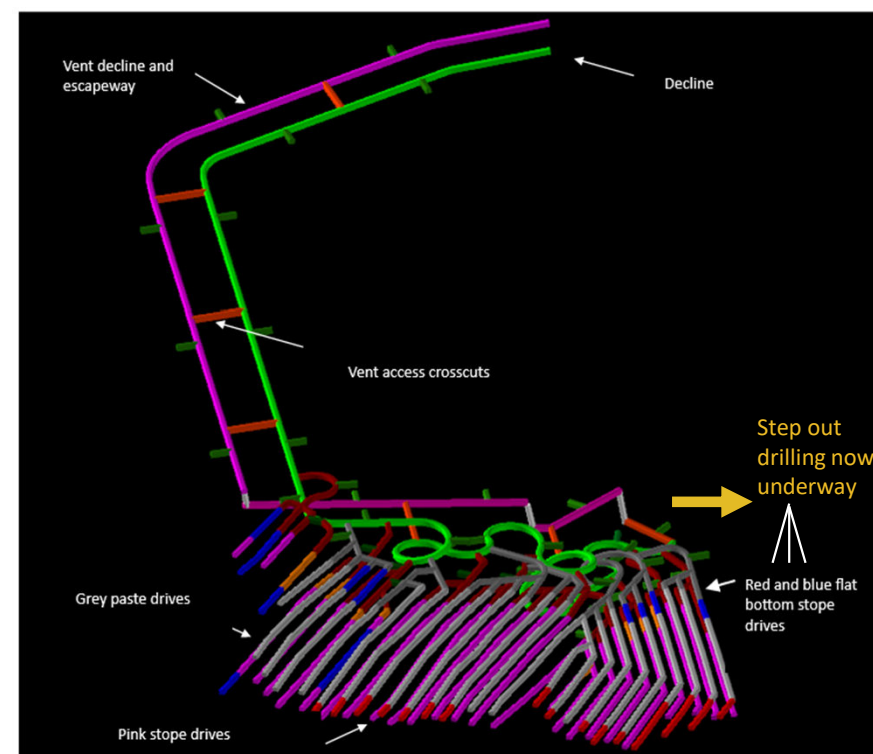 Vent decline and
escapeway
Decline
Vent access crosscuts
Step out
drilling now
underway
Grey paste drives
Red and blue flat
bottom stope
drives
Pink stope drives